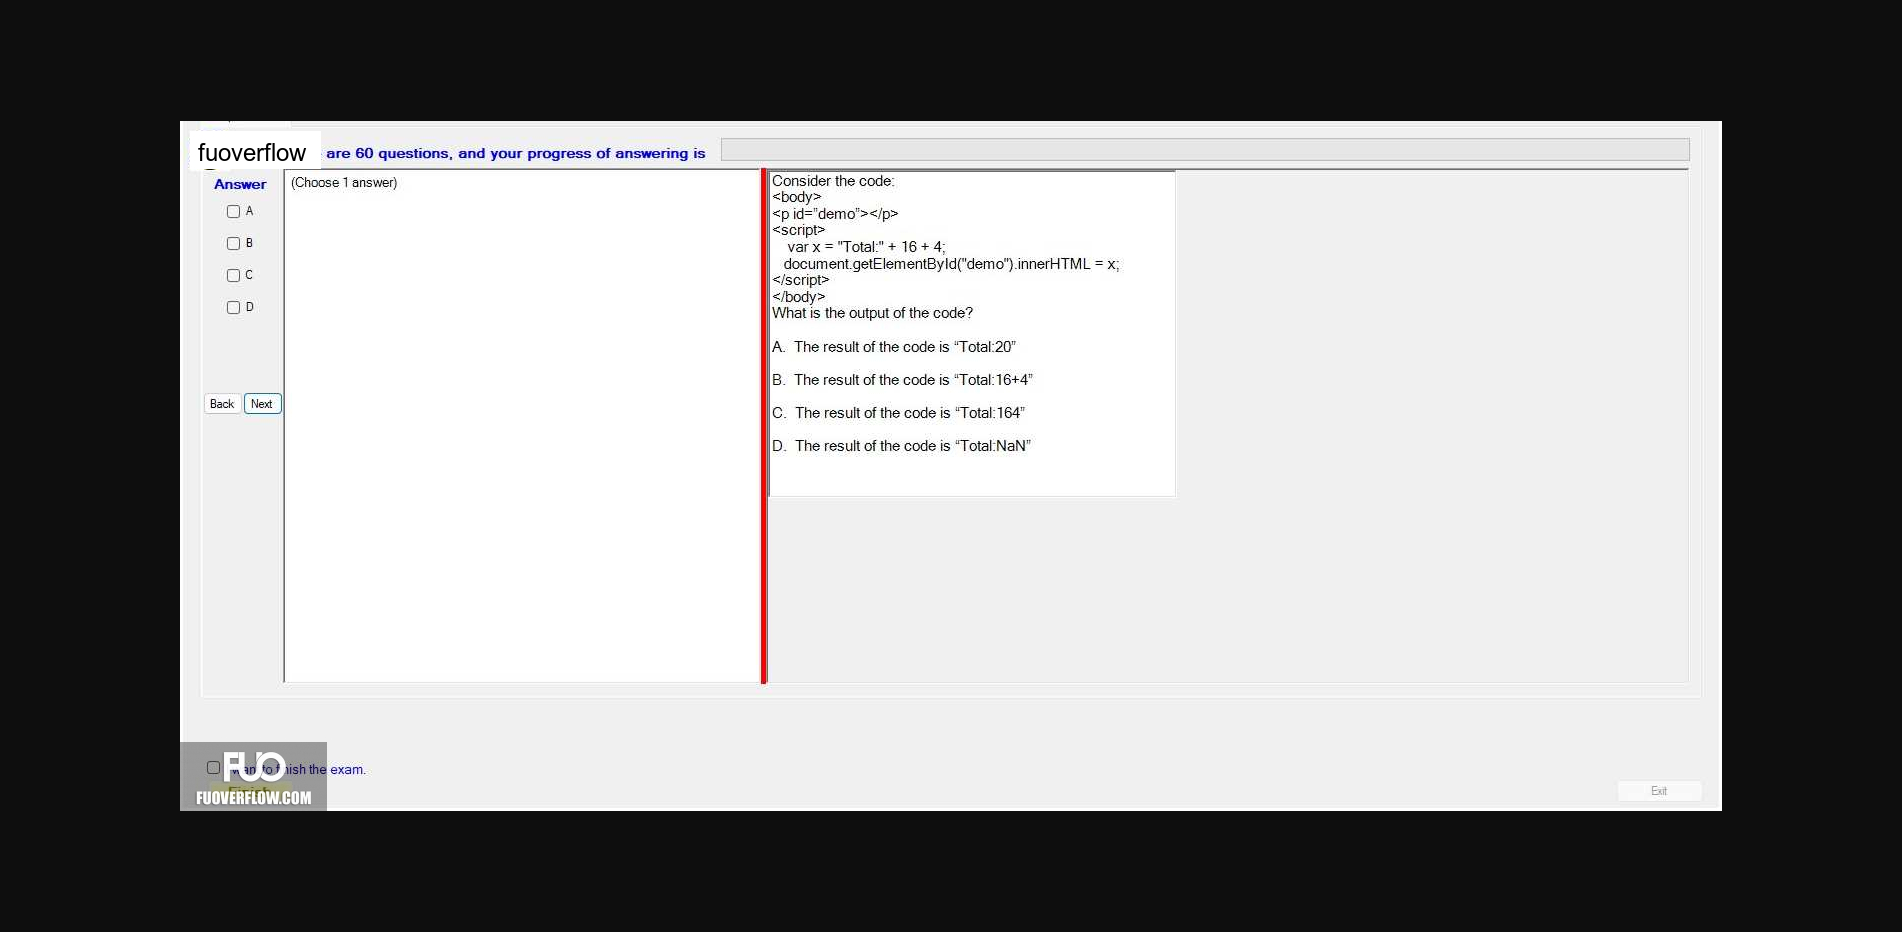 fuoverflow are 60 questions, and your progress of answering is
Answer
A
B
C
D
Back Next
(Choose 1 answer)
Consider the code:
<body>
<p id=”demo”></p>
<script>
var x = "Total:" + 16 + 4;
document.getElementById("demo").innerHTML = x;
</script>
</body>
What is the output of the code?
A. The result of the code is “Total:20”
B. The result of the code is “Total:16+4”
C. The result of the code is “Total:164”
D. The result of the code is “Total:NaN”
FUO
to the exam.
FUOVERFLOW.COM
Exit